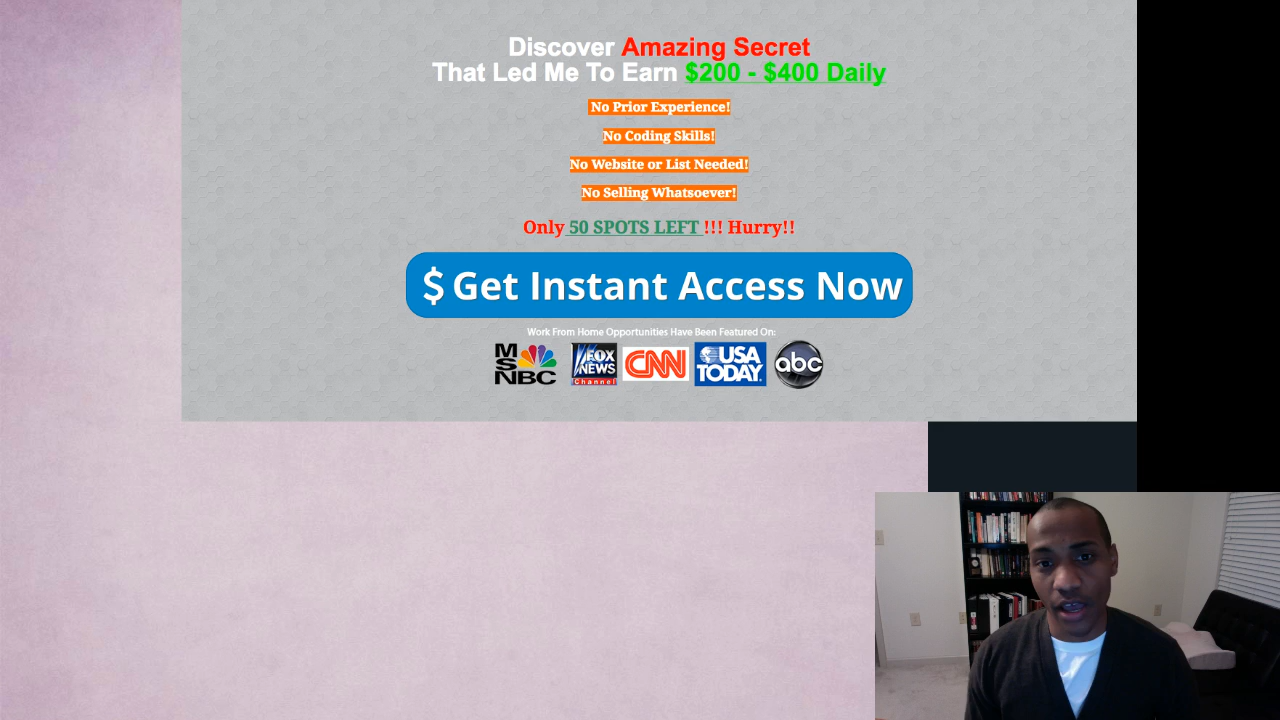 Discover Amazing Secret
That Led Me To Earn $200 - $400 Daily
No Prior Experience!
No Coding Skills!
No Website or List Needed!
No Selling Whatsoever!
Only 50 SPOTS LEFT !!! Hurry!!
$ Get Instant Access Now
Work From Home Opportunities Have Been Featured On:
MSNBC FOX NEWS Channel CNN USA TODAY abc